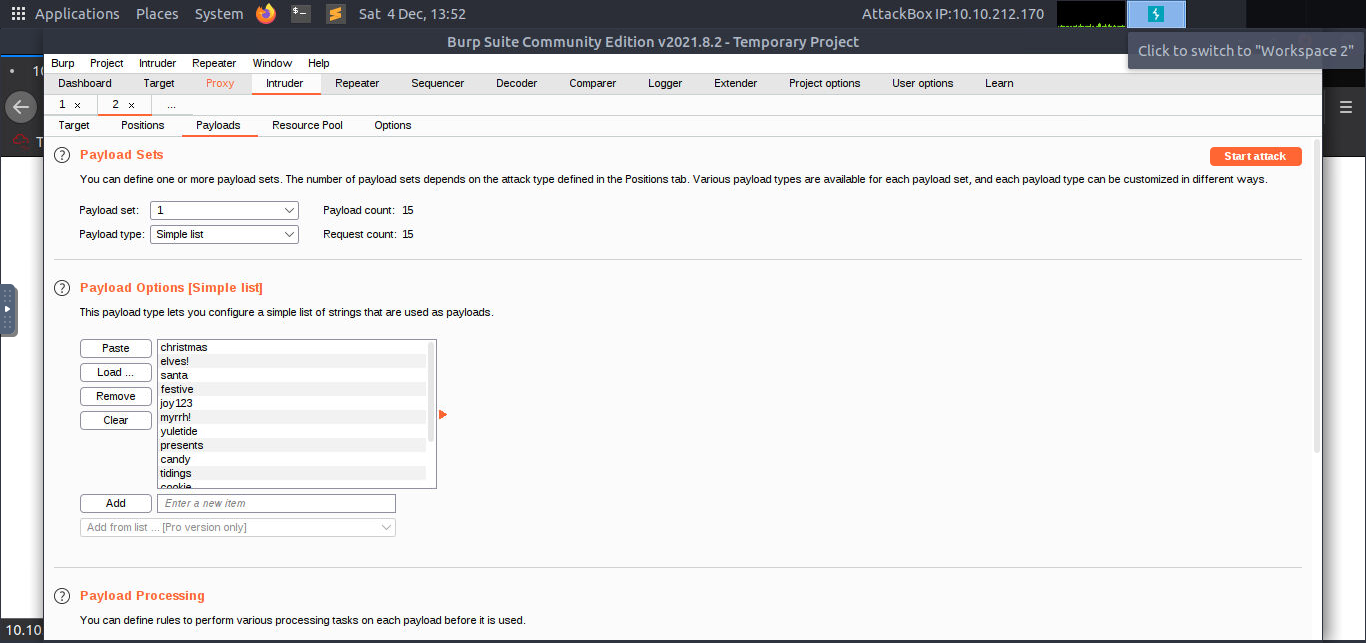 Applications Places System Sat 4 Dec, 13:52 AttackBox IP:10.10.212.170
Burp Suite Community Edition v2021.8.2 - Temporary Project
Click to switch to "Workspace 2"
Burp Project Intruder Repeater Window Help
Dashboard Target Proxy Intruder Repeater Sequencer Decoder Comparer Logger Extender Project options User options Learn
1 × 2 × ...
Target Positions Payloads Resource Pool Options
? Payload Sets
Start attack
You can define one or more payload sets. The number of payload sets depends on the attack type defined in the Positions tab. Various payload types are available for each payload set, and each payload type can be customized in different ways.
Payload set: 1 Payload count: 15
Payload type: Simple list Request count: 15
? Payload Options [Simple list]
This payload type lets you configure a simple list of strings that are used as payloads.
Paste
Load ...
Remove
Clear
christmas
elves!
santa
festive
joy123
myrrh!
yuletide
presents
candy
tidings
cookie
Add Enter a new item
Add from list ... [Pro version only]
? Payload Processing
You can define rules to perform various processing tasks on each payload before it is used.
10.10